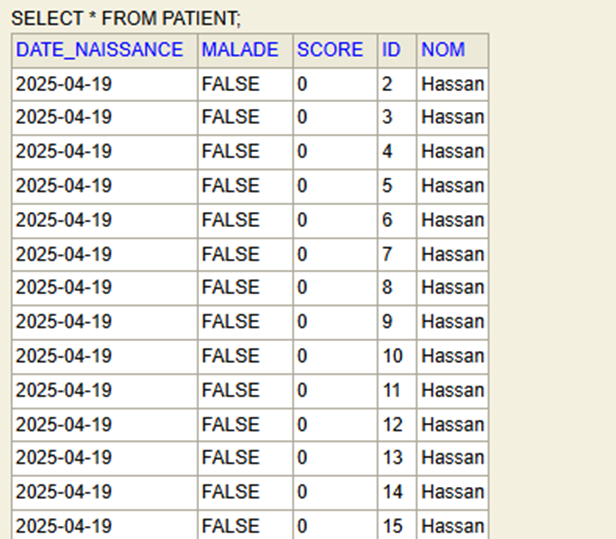 SELECT * FROM PATIENT;
DATE_NAISSANCE MALADE SCORE ID NOM
2025-04-19 FALSE 0 2 Hassan
2025-04-19 FALSE 0 3 Hassan
2025-04-19 FALSE 0 4 Hassan
2025-04-19 FALSE 0 5 Hassan
2025-04-19 FALSE 0 6 Hassan
2025-04-19 FALSE 0 7 Hassan
2025-04-19 FALSE 0 8 Hassan
2025-04-19 FALSE 0 9 Hassan
2025-04-19 FALSE 0 10 Hassan
2025-04-19 FALSE 0 11 Hassan
2025-04-19 FALSE 0 12 Hassan
2025-04-19 FALSE 0 13 Hassan
2025-04-19 FALSE 0 14 Hassan
2025-04-19 FALSE 0 15 Hassan